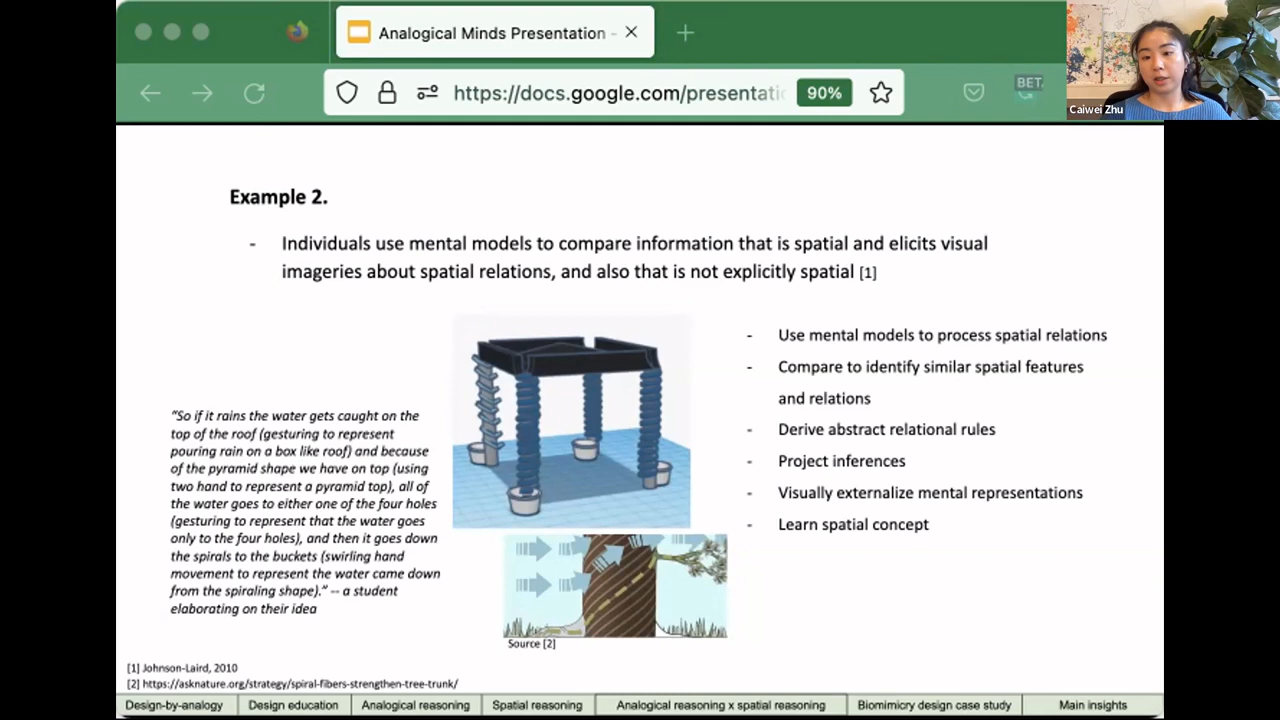 Analogical Minds Presentation -
https://docs.google.com/presentati
90%
BET
Caiwei Zhu
Example 2.
- Individuals use mental models to compare information that is spatial and elicits visual
imageries about spatial relations, and also that is not explicitly spatial [1]
"So if it rains the water gets caught on the
top of the roof (gesturing to represent
pouring rain on a box like roof) and because
of the pyramid shape we have on top (using
two hand to represent a pyramid top), all of
the water goes to either one of the four holes
(gesturing to represent that the water goes
only to the four holes), and then it goes down
the spirals to the buckets (swirling hand
movement to represent the water came down
from the spiraling shape)." -- a student
elaborating on their idea
- Use mental models to process spatial relations
- Compare to identify similar spatial features
and relations
- Derive abstract relational rules
- Project inferences
- Visually externalize mental representations
- Learn spatial concept
Source [2]
[1] Johnson-Laird, 2010
[2] https://asknature.org/strategy/spiral-fibers-strengthen-tree-trunk/
Design-by-analogy
Design education
Analogical reasoning
Spatial reasoning
Analogical reasoning x spatial reasoning
Biomimicry design case study
Main insights